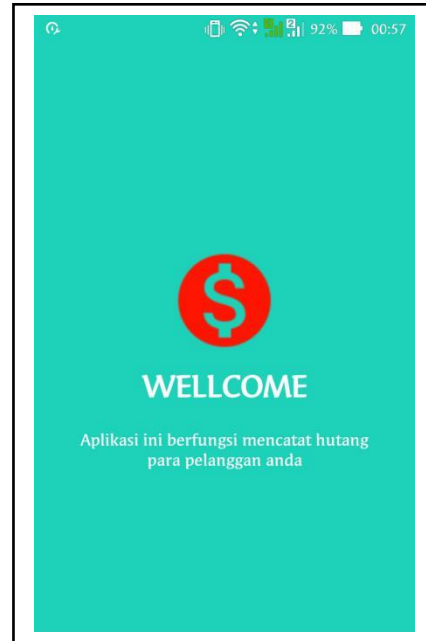 92% 00:57
$
WELLCOME
Aplikasi ini berfungsi mencatat hutang
para pelanggan anda